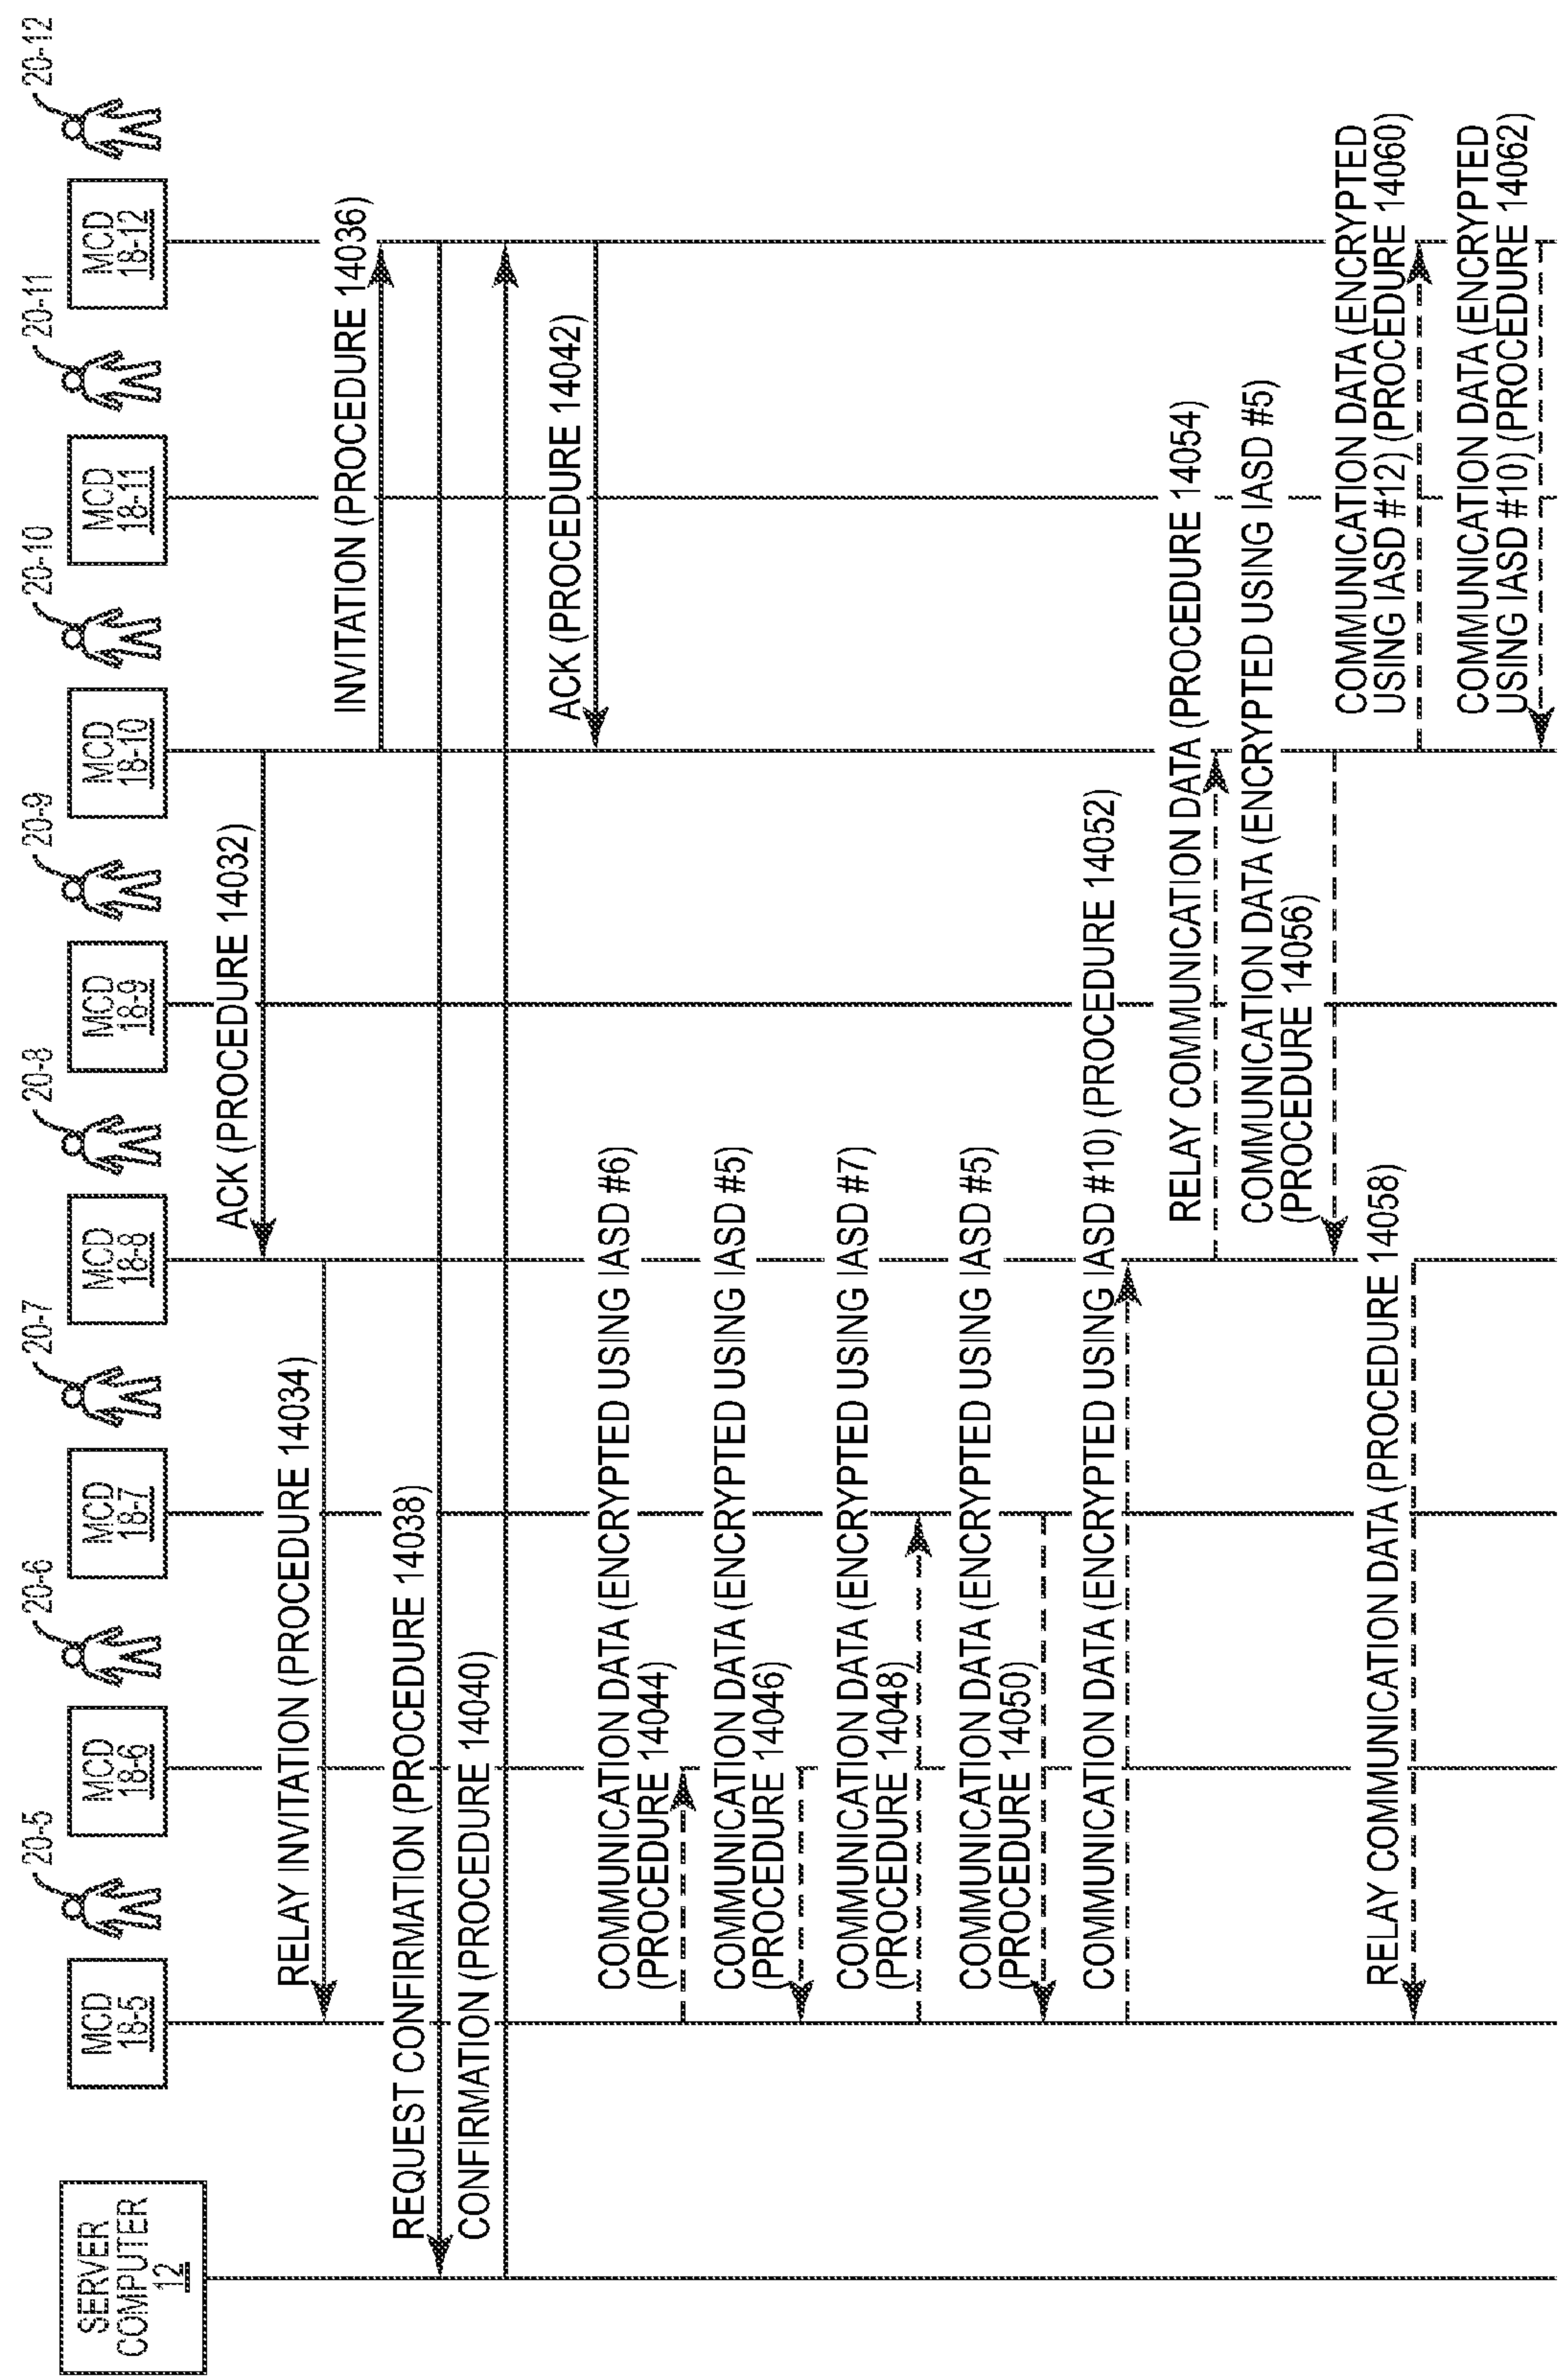 SERVER
COMPUTER
12
MCD
18-5
20-5
MCD
18-6
20-6
MCD
18-7
20-7
MCD
18-8
20-8
MCD
18-9
20-9
MCD
18-10
20-10
MCD
18-11
20-11
MCD
18-12
20-12
ACK (PROCEDURE 14032)
RELAY INVITATION (PROCEDURE 14034)
INVITATION (PROCEDURE 14036)
REQUEST CONFIRMATION (PROCEDURE 14038)
CONFIRMATION (PROCEDURE 14040)
ACK (PROCEDURE 14042)
COMMUNICATION DATA (ENCRYPTED USING IASD #6)
(PROCEDURE 14044)
COMMUNICATION DATA (ENCRYPTED USING IASD #5)
(PROCEDURE 14046)
COMMUNICATION DATA (ENCRYPTED USING IASD #7)
(PROCEDURE 14048)
COMMUNICATION DATA (ENCRYPTED USING IASD #5)
(PROCEDURE 14050)
COMMUNICATION DATA (ENCRYPTED USING IASD #10) (PROCEDURE 14052)
RELAY COMMUNICATION DATA (PROCEDURE 14054)
COMMUNICATION DATA (ENCRYPTED USING IASD #5)
(PROCEDURE 14056)
RELAY COMMUNICATION DATA (PROCEDURE 14058)
COMMUNICATION DATA (ENCRYPTED
USING IASD #12) (PROCEDURE 14060)
COMMUNICATION DATA (ENCRYPTED
USING IASD #10) (PROCEDURE 14062)